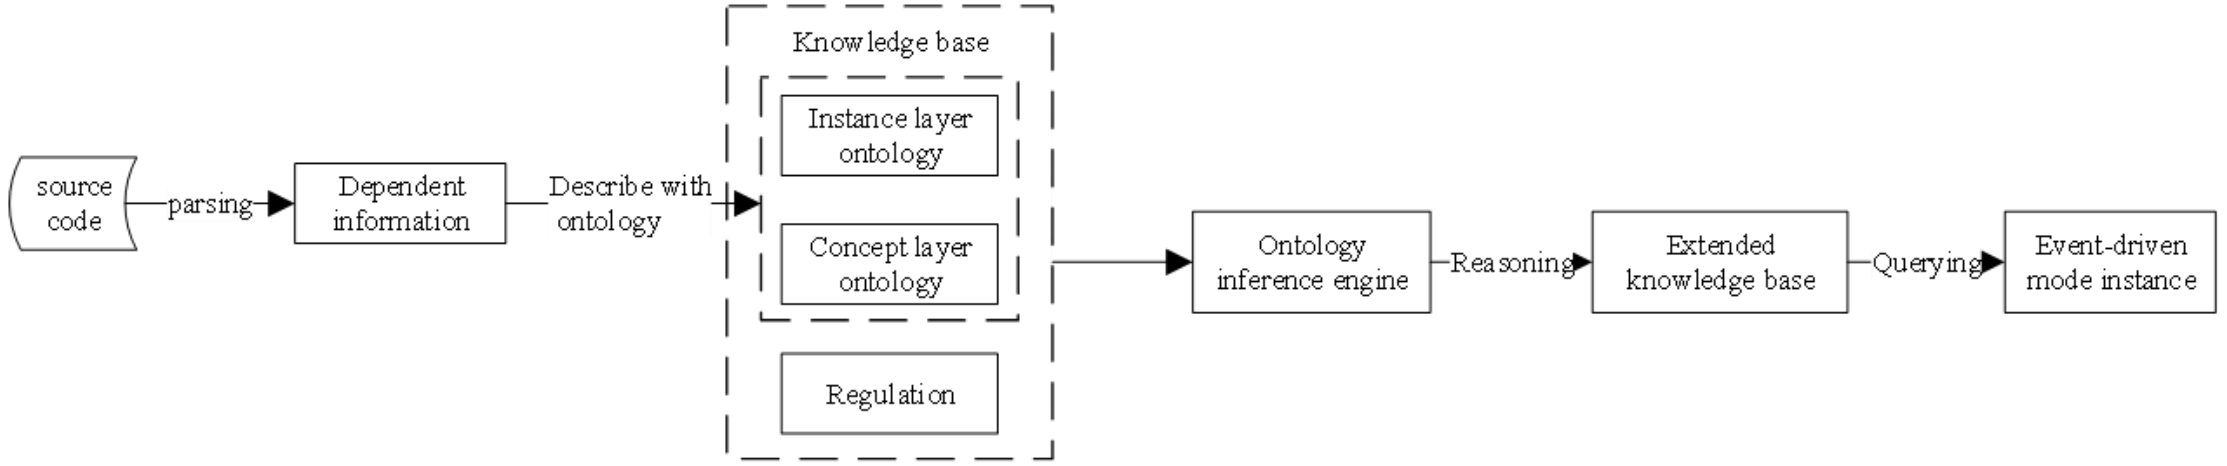 source
code
parsing
Dependent
information
Describe with
ontology
Knowledge base
Instance layer
ontology
Concept layer
ontology
Regulation
Ontology
inference engine
Reasoning
Extended
knowledge base
Querying
Event-driven
mode instance